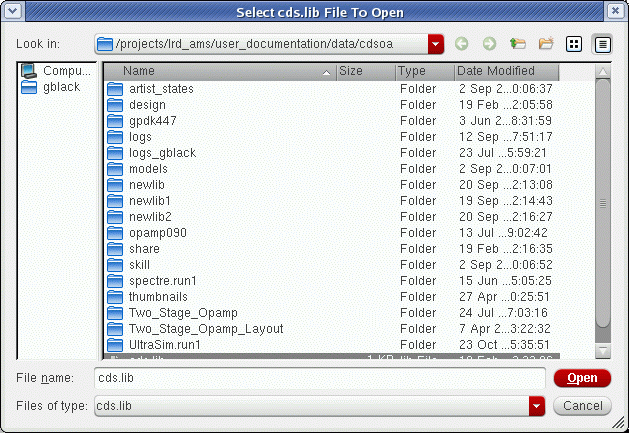 Select cds.lib File To Open
Look in: /projects/lrd_ams/user_documentation/data/cdsoa
Compu...
gblack
Name Size Type Date Modified
artist_states Folder 2 Sep 2...0:06:37
design Folder 19 Feb ...2:05:58
gpdk447 Folder 3 Jun 2...8:31:59
logs Folder 12 Sep ...7:51:17
logs_gblack Folder 23 Jul ...5:59:21
models Folder 2 Sep 2...0:07:01
newlib Folder 20 Sep ...2:13:08
newlib1 Folder 19 Sep ...2:14:43
newlib2 Folder 20 Sep ...2:16:27
opamp090 Folder 13 Jul ...9:02:42
share Folder 19 Feb ...2:16:35
skill Folder 2 Sep 2...0:06:52
spectre.run1 Folder 15 Jun ...5:05:25
thumbnails Folder 27 Apr ...0:25:51
Two_Stage_Opamp Folder 24 Jul ...7:03:16
Two_Stage_Opamp_Layout Folder 7 Apr 2...3:22:32
UltraSim.run1 Folder 23 Oct ...5:35:51
cds.lib 1 KB lib File
File name: cds.lib Open
Files of type: cds.lib Cancel